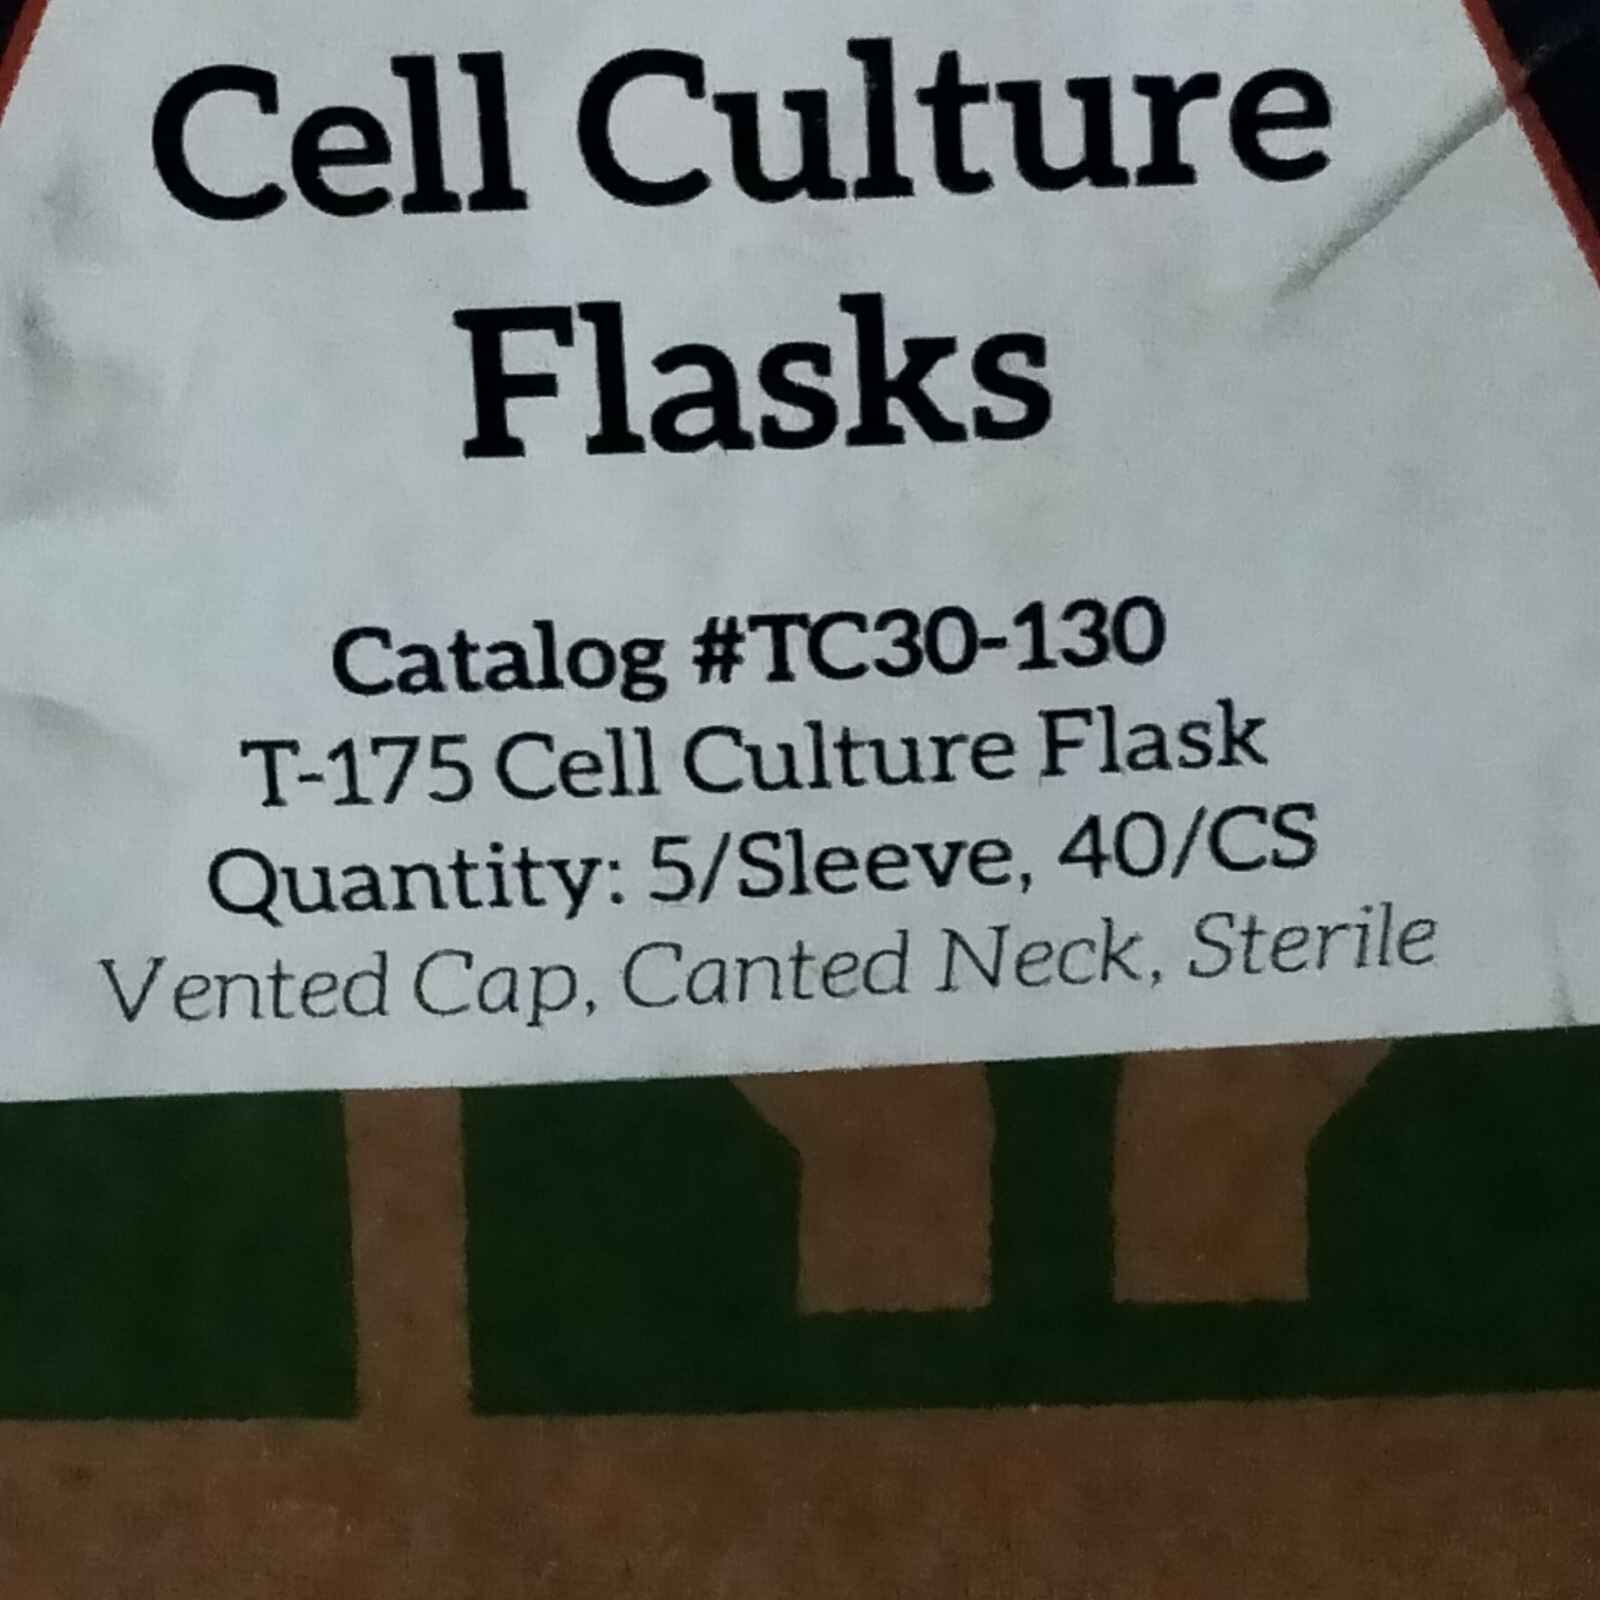 Cell Culture
Flasks
Catalog #TC30-130
T-175 Cell Culture Flask
Quantity: 5/Sleeve, 40/CS
Vented Cap, Canted Neck, Sterile